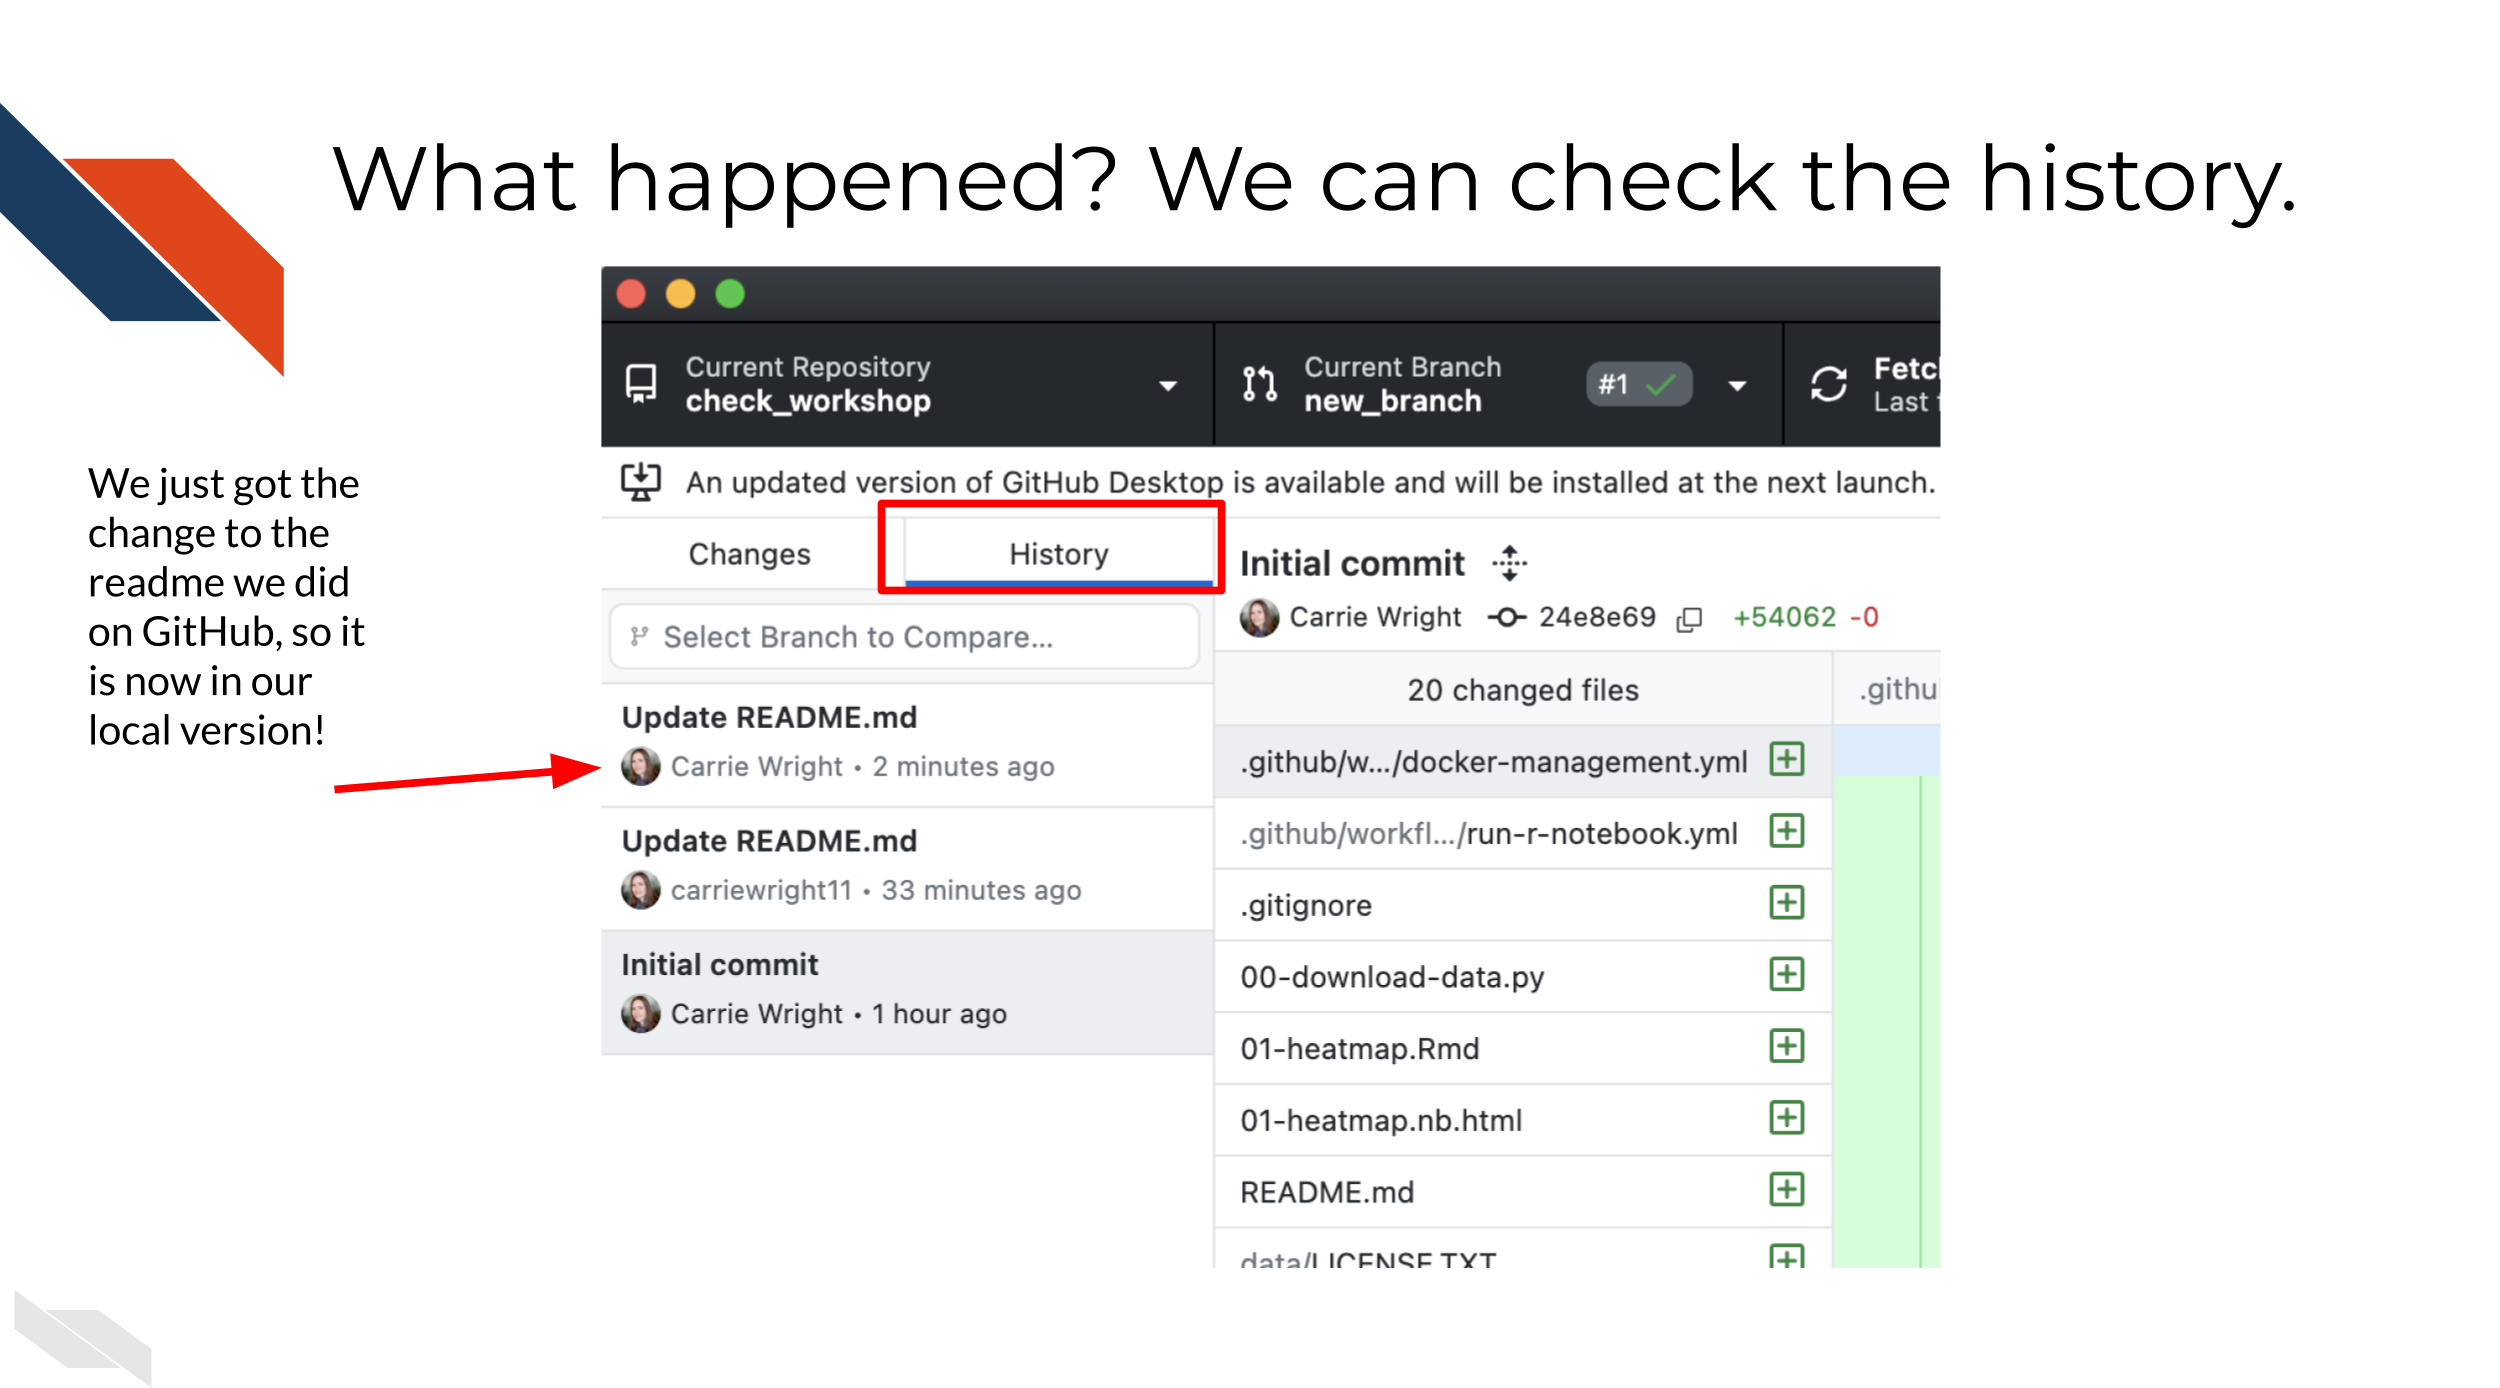 What happened? We can check the history.
We just got the
change to the
readme we did
on GitHub, so it
is now in our
local version!
Current Repository
check_workshop
Current Branch
new_branch
#1
Last
An updated version of GitHub Desktop is available and will be installed at the next launch.
Changes
History
Select Branch to Compare...
Update README.md
Carrie Wright • 2 minutes ago
Update README.md
carriewright11 • 33 minutes ago
Initial commit
Carrie Wright • 1 hour ago
Initial commit
Carrie Wright 24e8e69 +54062 -0
20 changed files
.github/w.../docker-management.yml
.github/workfl.../run-r-notebook.yml
.gitignore
00-download-data.py
01-heatmap.Rmd
01-heatmap.nb.html
README.md
data/LICENSE.TXT